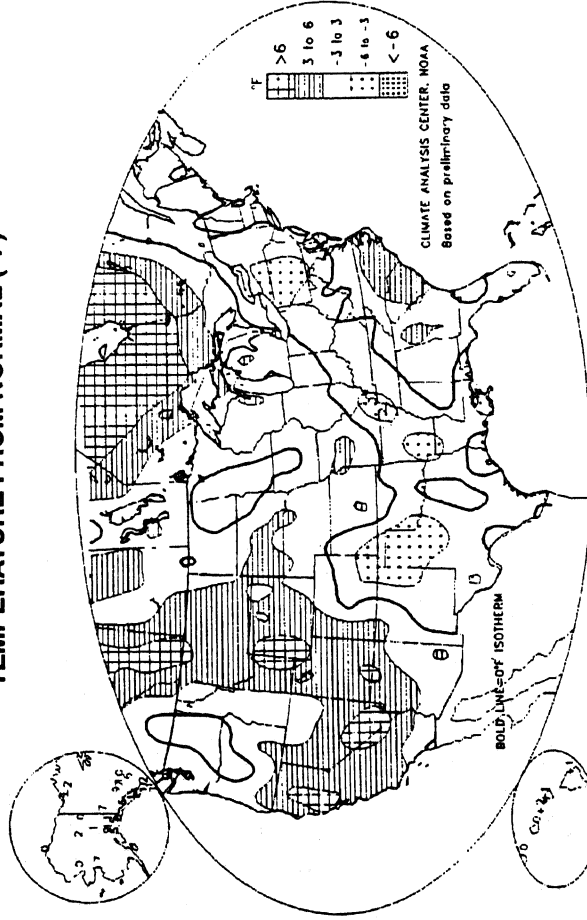 TEMPERATURE FROM NORMAL (°F)
°F
>6
3 to 6
-3 to 3
-6 to -3
<-6
CLIMATE ANALYSIS CENTER, NOAA
Based on preliminary data
BOLD LINE=0°F ISOTHERM